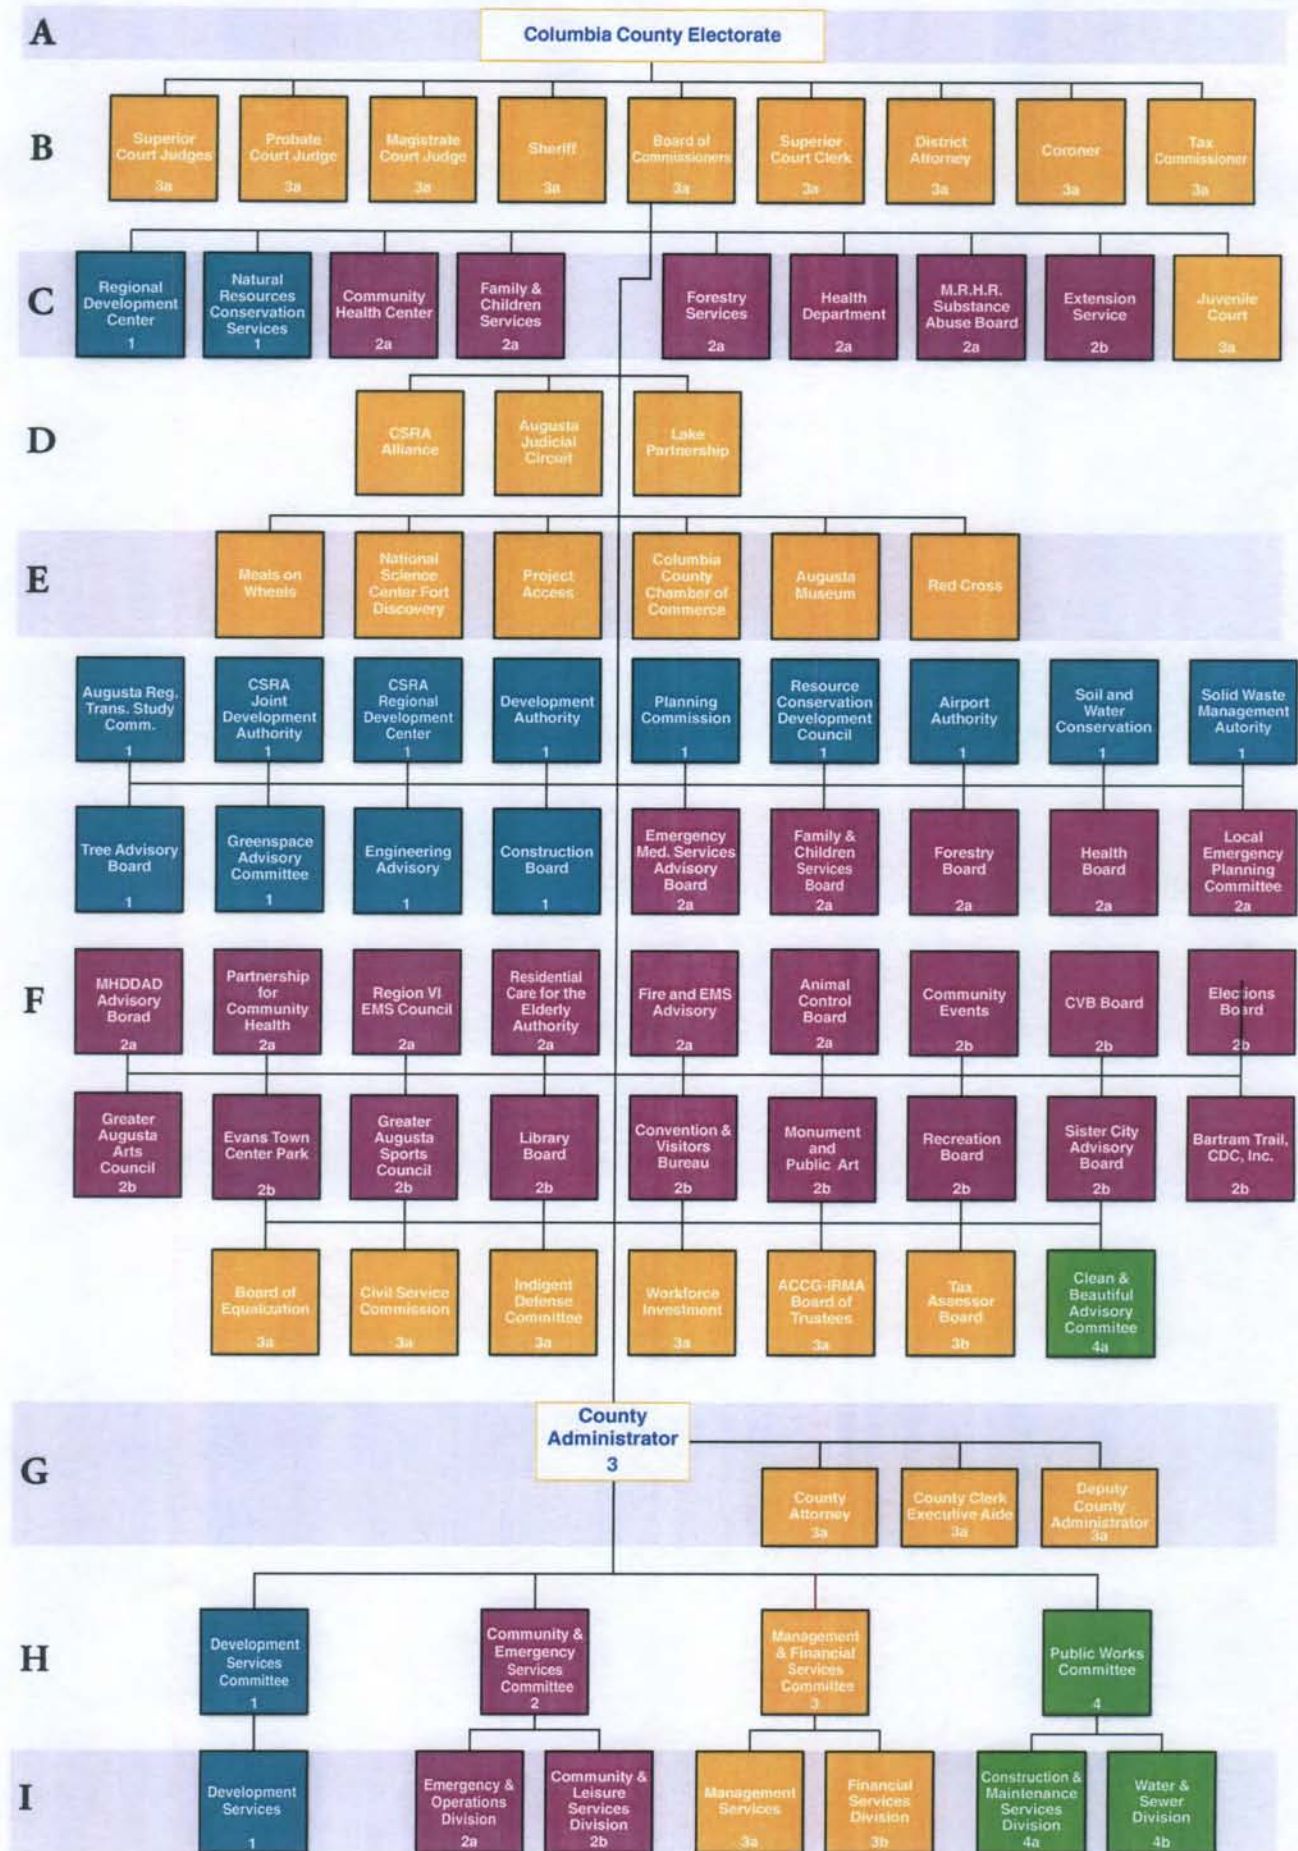 A
Columbia County Electorate
B
Superior
Court Judges
3a
Probate
Court Judge
3a
Magistrate
Court Judge
3a
Sheriff
3a
Board of
Commissioners
3a
Superior
Court Clerk
3a
District
Attorney
3a
Coroner
3a
Tax
Commissioner
3a
C
Regional
Development
Center
1
Natural
Resources
Conservation
Services
1
Community
Health Center
2a
Family &
Children
Services
2a
Forestry
Services
2a
Health
Department
2a
M.R.H.R.
Substance
Abuse Board
2a
Extension
Service
2b
Juvenile
Court
3a
D
CSRA
Alliance
Augusta
Judicial
Circuit
Lake
Partnership
E
Meals on
Wheels
National
Science
Center Fort
Discovery
Project
Access
Columbia
County
Chamber of
Commerce
Augusta
Museum
Red Cross
Augusta Reg.
Trans. Study
Comm.
1
CSRA
Joint
Development
Authority
1
CSRA
Regional
Development
Center
1
Development
Authority
1
Planning
Commission
1
Resource
Conservation
Development
Council
1
Airport
Authority
1
Soil and
Water
Conservation
1
Solid Waste
Management
Autority
1
Tree Advisory
Board
1
Greenspace
Advisory
Committee
1
Engineering
Advisory
1
Construction
Board
1
Emergency
Med. Services
Advisory
Board
2a
Family &
Children
Services
Board
2a
Forestry
Board
2a
Health
Board
2a
Local
Emergency
Planning
Committee
2a
F
MHDDAD
Advisory
Borad
2a
Partnership
for
Community
Health
2a
Region VI
EMS Council
2a
Residential
Care for the
Elderly
Authority
2a
Fire and EMS
Advisory
2a
Animal
Control
Board
2a
Community
Events
2b
CVB Board
2b
Elections
Board
2b
Greater
Augusta
Arts
Council
2b
Evans Town
Center Park
2b
Greater
Augusta
Sports
Council
2b
Library
Board
2b
Convention &
Visitors
Bureau
2b
Monument
and
Public Art
2b
Recreation
Board
2b
Sister City
Advisory
Board
2b
Bartram Trail,
CDC, Inc.
2b
Board of
Equalization
3a
Civil Service
Commission
3a
Indigent
Defense
Committee
3a
Workforce
Investment
3a
ACCG-IRMA
Board of
Trustees
3a
Tax
Assessor
Board
3b
Clean &
Beautiful
Advisory
Commitee
4a
G
County
Administrator
3
County
Attorney
3a
County Clerk
Executive Aide
3a
Deputy
County
Administrator
3a
H
Development
Services
Committee
1
Community &
Emergency
Services
Committee
2
Management
& Financial
Services
Committee
3
Public Works
Committee
4
I
Development
Services
1
Emergency &
Operations
Division
2a
Community &
Leisure
Services
Division
2b
Management
Services
3a
Financial
Services
Division
3b
Construction &
Maintenance
Services
Division
4a
Water &
Sewer
Division
4b